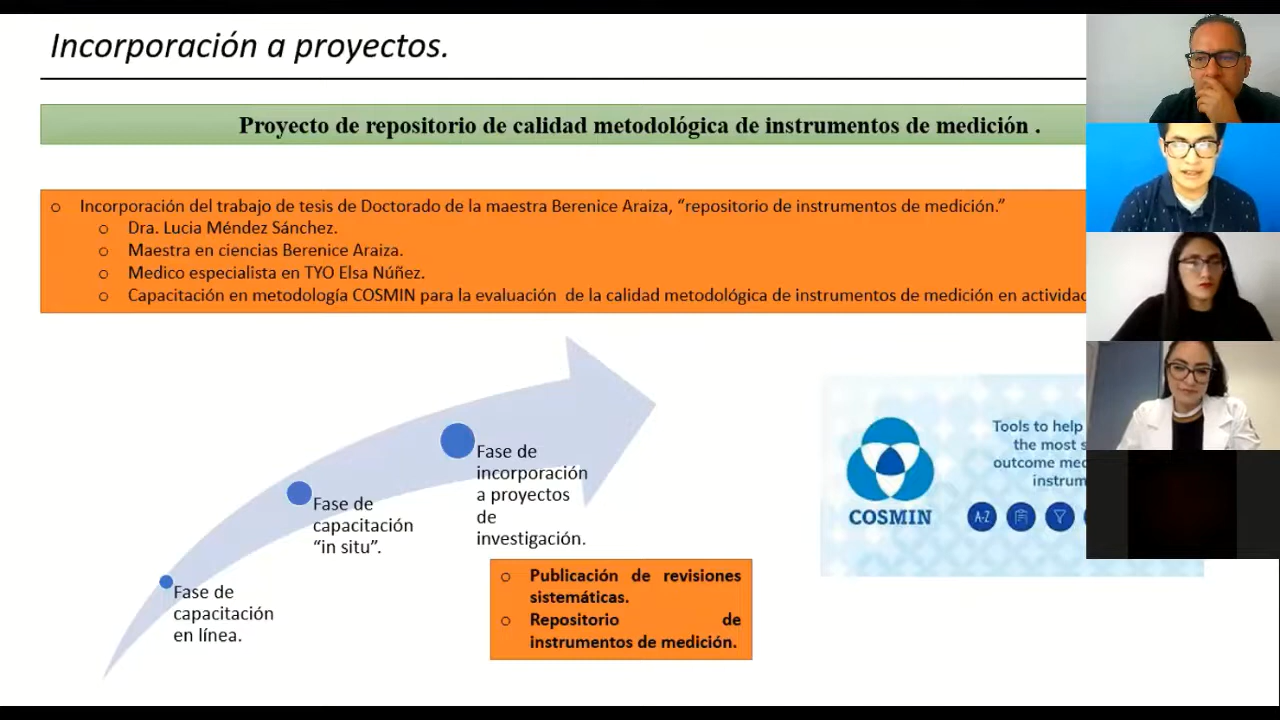 Incorporación a proyectos.
Proyecto de repositorio de calidad metodológica de instrumentos de medición .
o Incorporación del trabajo de tesis de Doctorado de la maestra Berenice Araiza, “repositorio de instrumentos de medición.”
o Dra. Lucia Méndez Sánchez.
o Maestra en ciencias Berenice Araiza.
o Medico especialista en TYO Elsa Núñez.
o Capacitación en metodología COSMIN para la evaluación de la calidad metodológica de instrumentos de medición en activida
Fase de
capacitación
en línea.
Fase de
capacitación
“in situ”.
Fase de
incorporación
a proyectos
de
investigación.
o Publicación de revisiones
sistemáticas.
o Repositorio de
instrumentos de medición.
COSMIN
Tools to help
the most s
outcome mea
instrum
A-Z